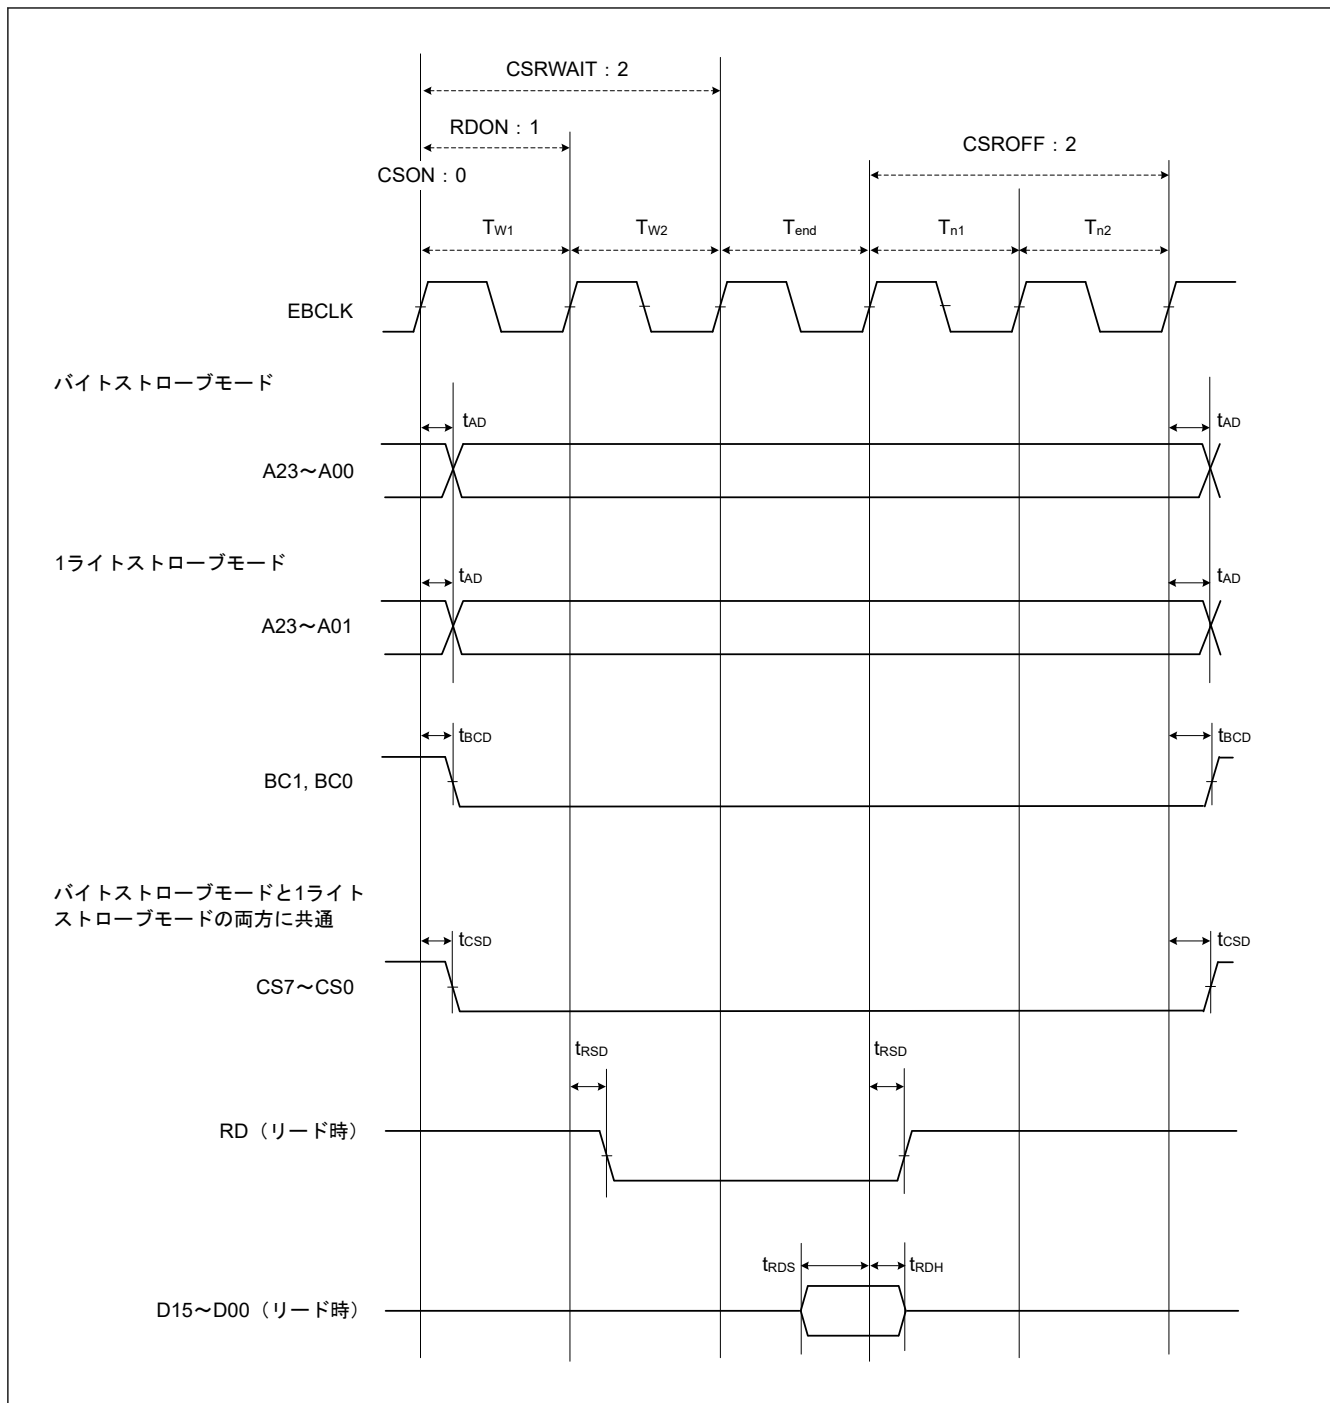 CSRWAIT：2
RDON：1
CSROFF：2
CSON：0
TW1
TW2
Tend
Tn1
Tn2
EBCLK
バイトストローブモード
tAD
tAD
A23～A00
1ライトストローブモード
tAD
tAD
A23～A01
tBCD
tBCD
BC1, BC0
バイトストローブモードと1ライト
ストローブモードの両方に共通
tCSD
tCSD
CS7～CS0
tRSD
tRSD
RD（リード時）
tRDS
tRDH
D15～D00（リード時）